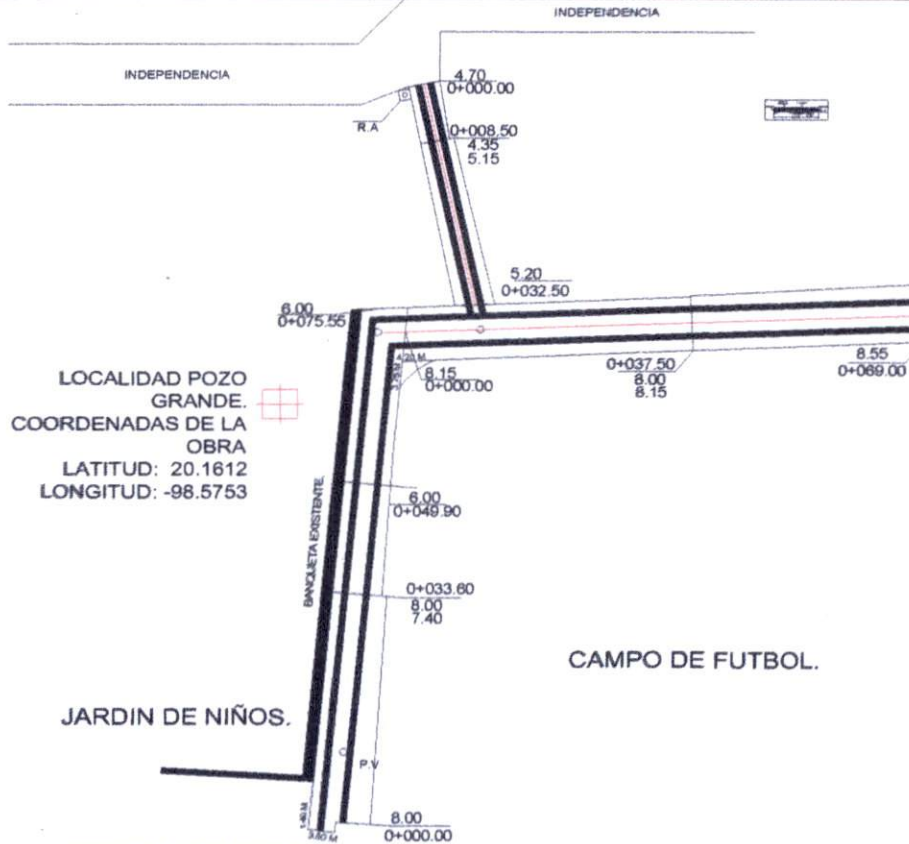 INDEPENDENCIA
INDEPENDENCIA
4.70
0+000.00
R.A
0+008.50
4.35
5.15
5.20
0+032.50
6.00
0+075.55
4.20 M
8.15
0+000.00
0+037.50
8.00
8.15
8.55
0+069.00
LOCALIDAD POZO
GRANDE.
COORDENADAS DE LA
OBRA
LATITUD: 20.1612
LONGITUD: -98.5753
BANQUETA EXISTENTE.
6.00
0+049.90
0+033.60
8.00
7.40
CAMPO DE FUTBOL.
JARDIN DE NIÑOS.
P.V
8.00
0+000.00